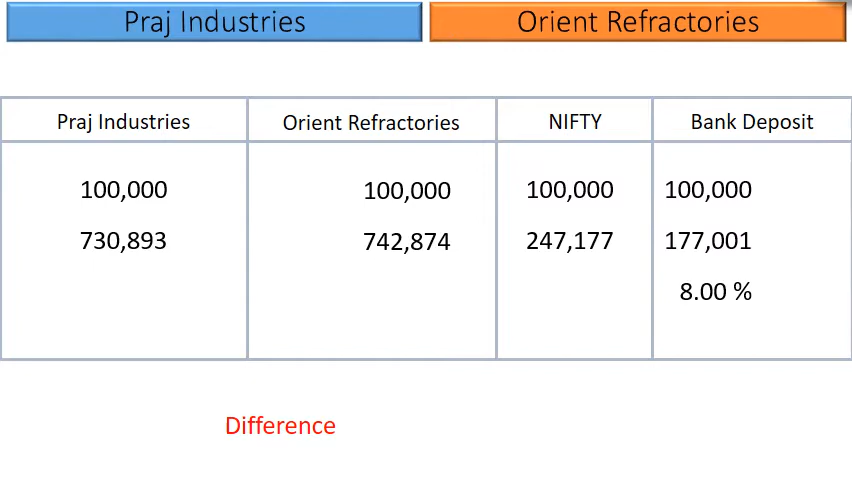 Praj Industries Orient Refractories
Praj Industries Orient Refractories NIFTY Bank Deposit
100,000 100,000 100,000 100,000
730,893 742,874 247,177 177,001
8.00 %
Difference